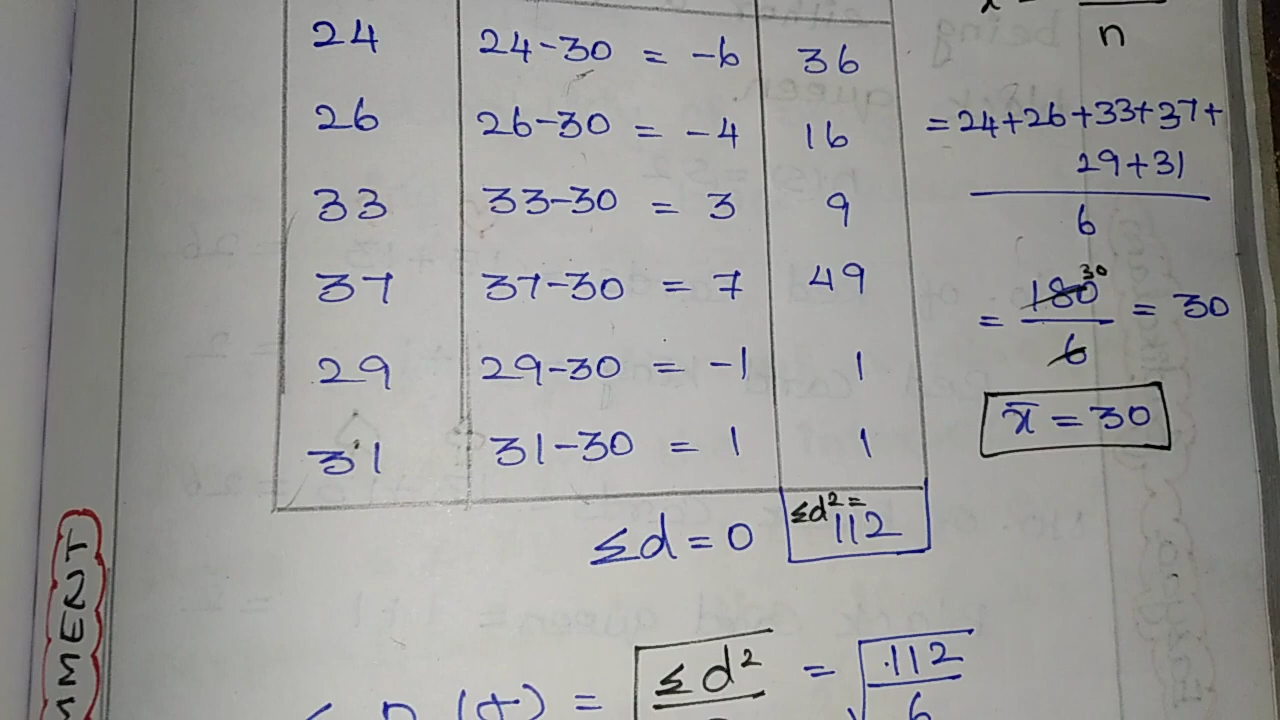 24 24-30 = -6 36
26 26-30 = -4 16
33 33-30 = 3 9
37 37-30 = 7 49
29 29-30 = -1 1
31 31-30 = 1 1
Σd = 0 Σd² = 112
n
= 24+26+33+37+
29+31
6
= 180 30 = 30
6
x̄ = 30
= √Σd² = √112
6
MMENT